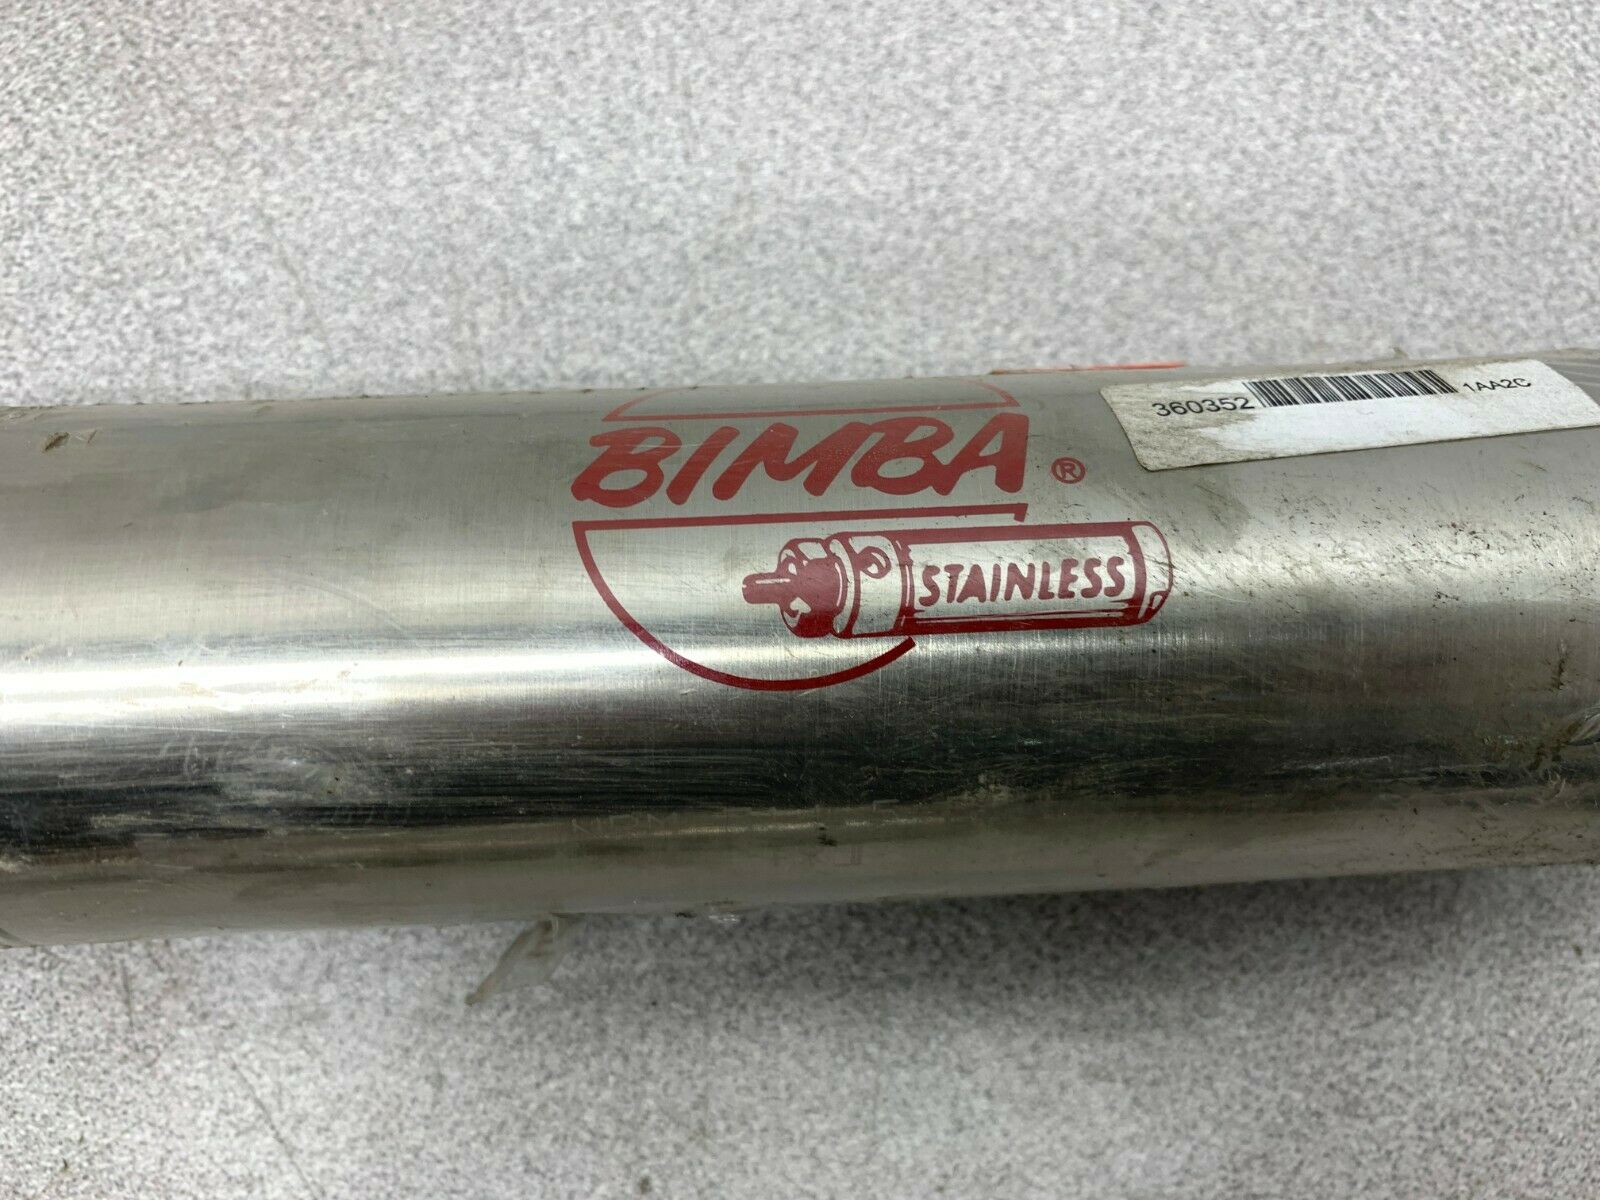 BIMBA ®
STAINLESS
360352 1AA2C